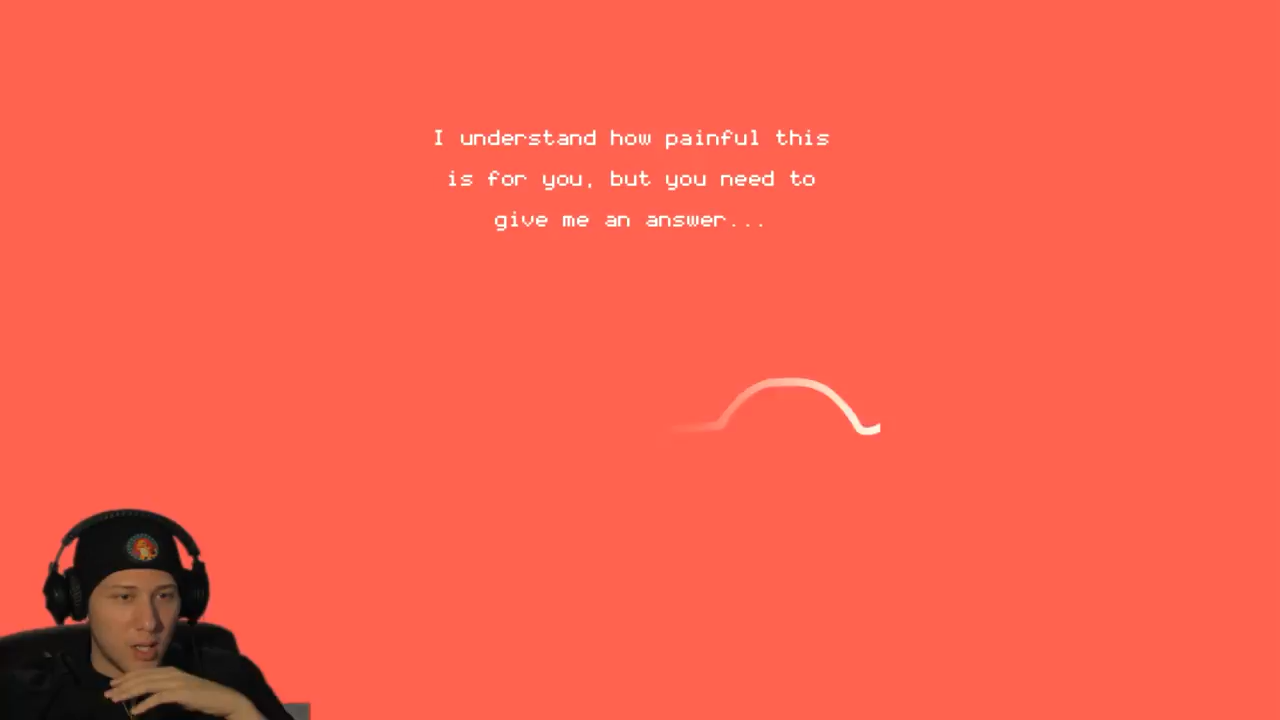 I understand how painful this
is for you, but you need to
give me an answer...